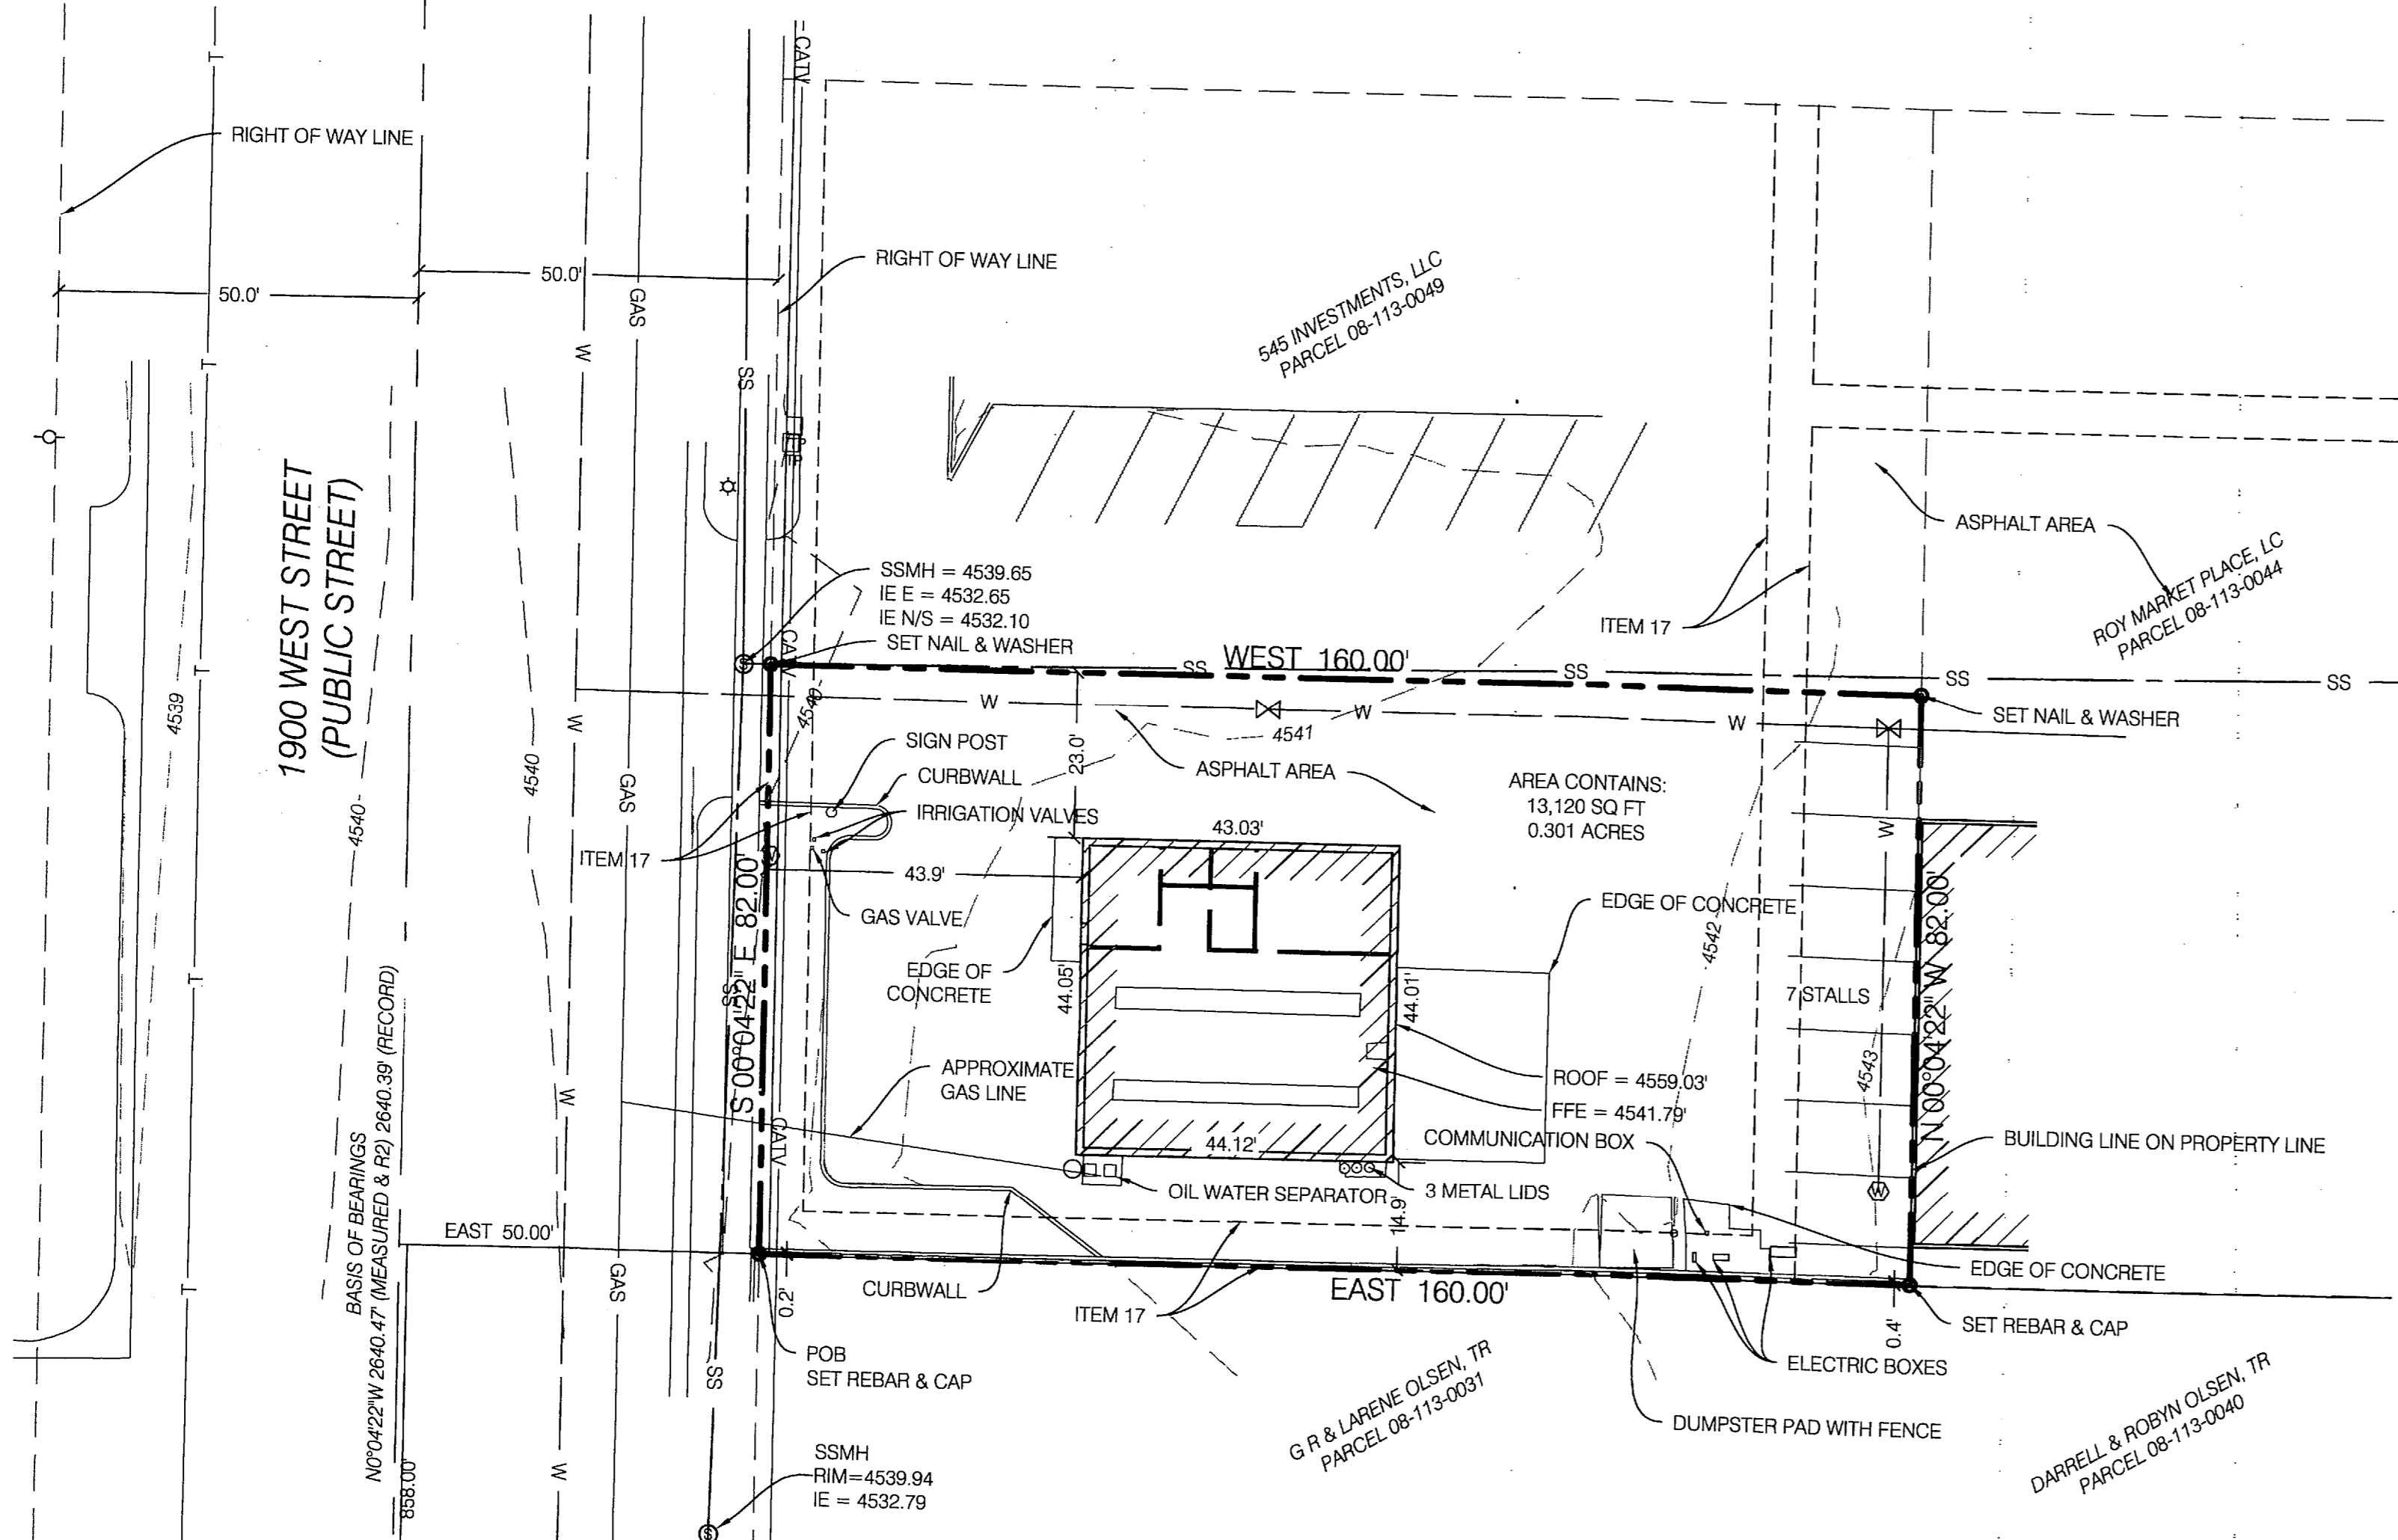 CATV
RIGHT OF WAY LINE
T
50.0'
50.0'
RIGHT OF WAY LINE
GAS
W
T
SS
545 INVESTMENTS, LLC
PARCEL 08-113-0049
1900 WEST STREET
(PUBLIC STREET)
ASPHALT AREA
ROY MARKET PLACE, LC
PARCEL 08-113-0044
SSMH = 4539.65
IE E = 4532.65
IE N/S = 4532.10
SET NAIL & WASHER
ITEM 17
CATV
S
SS
WEST 160.00'
SS
SS
SS
T
4539
4540
4540
4540
W
W
W
W
SET NAIL & WASHER
SIGN POST
23.0'
4541
CURBWALL
ASPHALT AREA
AREA CONTAINS:
13,120 SQ FT
0.301 ACRES
GAS
IRRIGATION VALVES
43.03'
W
ITEM 17
43.9'
GAS VALVE
EDGE OF CONCRETE
4542
S 00°04'22" E 82.00'
N 00°04'22" W 82.00'
SS
T
EDGE OF
CONCRETE
44.05'
44.01'
7 STALLS
APPROXIMATE
GAS LINE
ROOF = 4559.03'
FFE = 4541.79'
4543
W
CATV
44.12'
COMMUNICATION BOX
BUILDING LINE ON PROPERTY LINE
OIL WATER SEPARATOR
3 METAL LIDS
W
14.9'
BASIS OF BEARINGS
N0°04'22"W 2640.47' (MEASURED & R2) 2640.39' (RECORD)
EAST 50.00'
T
GAS
CURBWALL
0.2'
ITEM 17
EAST 160.00'
EDGE OF CONCRETE
0.4'
SET REBAR & CAP
POB
SET REBAR & CAP
SS
ELECTRIC BOXES
G R & LARENE OLSEN, TR
PARCEL 08-113-0031
DUMPSTER PAD WITH FENCE
DARRELL & ROBYN OLSEN, TR
PARCEL 08-113-0040
858.00'
W
SSMH
RIM=4539.94
IE = 4532.79
S